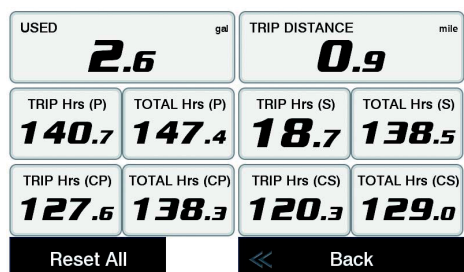 USED gal TRIP DISTANCE mile
2.6 0.9
TRIP Hrs (P) TOTAL Hrs (P) TRIP Hrs (S) TOTAL Hrs (S)
140.7 147.4 18.7 138.5
TRIP Hrs (CP) TOTAL Hrs (CP) TRIP Hrs (CS) TOTAL Hrs (CS)
127.6 138.3 120.3 129.0
Reset All Back